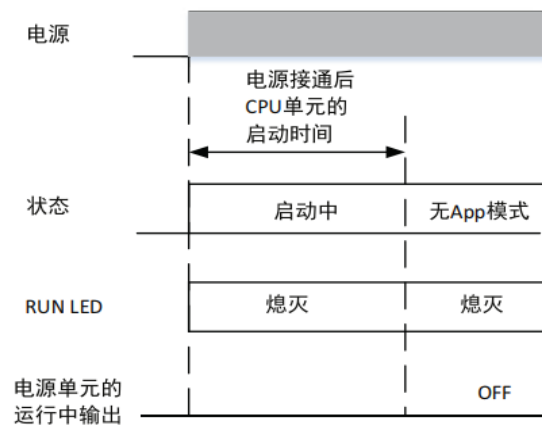 电源
电源接通后
CPU单元的
启动时间
状态
启动中
无App模式
RUN LED
熄灭
熄灭
电源单元的
运行中输出
OFF